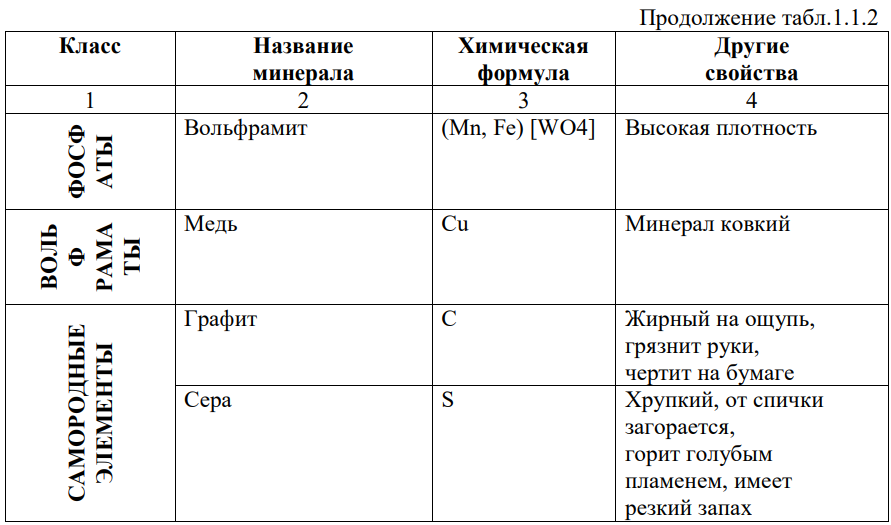 Продолжение табл.1.1.2
Класс
Название
минерала
Химическая
формула
Другие
свойства
1
2
3
4
ФОСФ
АТЫ
Вольфрамит
(Mn, Fe) [WO4]
Высокая плотность
ВОЛЬ
Ф
РАМА
ТЫ
Медь
Cu
Минерал ковкий
САМОРОДНЫЕ
ЭЛЕМЕНТЫ
Графит
C
Жирный на ощупь,
грязнит руки,
чертит на бумаге
Сера
S
Хрупкий, от спички
загорается,
горит голубым
пламенем, имеет
резкий запах